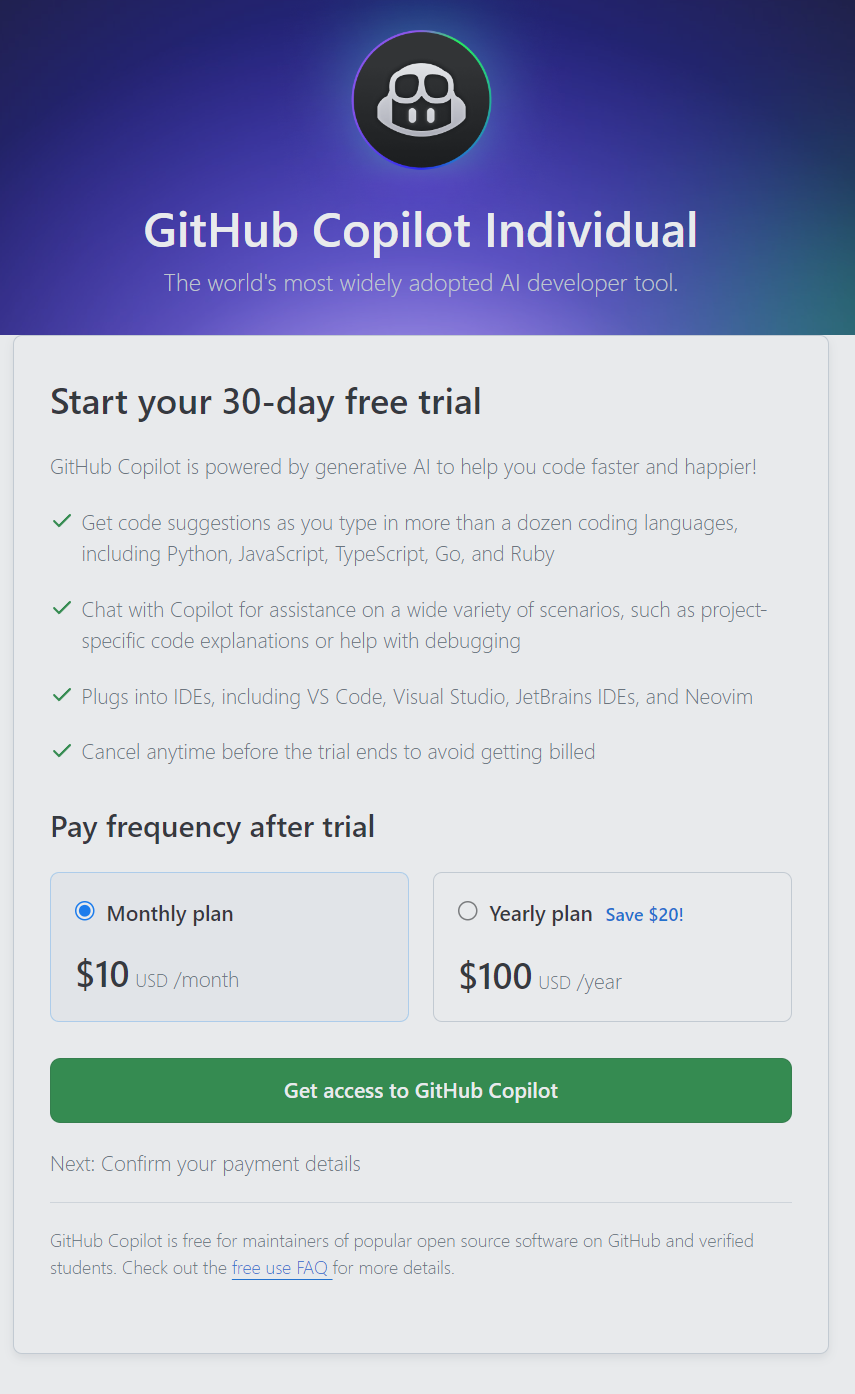 GitHub Copilot Individual
The world's most widely adopted AI developer tool.
Start your 30-day free trial
GitHub Copilot is powered by generative AI to help you code faster and happier!
Get code suggestions as you type in more than a dozen coding languages,
including Python, JavaScript, TypeScript, Go, and Ruby
Chat with Copilot for assistance on a wide variety of scenarios, such as project-
specific code explanations or help with debugging
Plugs into IDEs, including VS Code, Visual Studio, JetBrains IDEs, and Neovim
Cancel anytime before the trial ends to avoid getting billed
Pay frequency after trial
Monthly plan
$10 USD /month
Yearly plan Save $20!
$100 USD /year
Get access to GitHub Copilot
Next: Confirm your payment details
GitHub Copilot is free for maintainers of popular open source software on GitHub and verified
students. Check out the free use FAQ for more details.